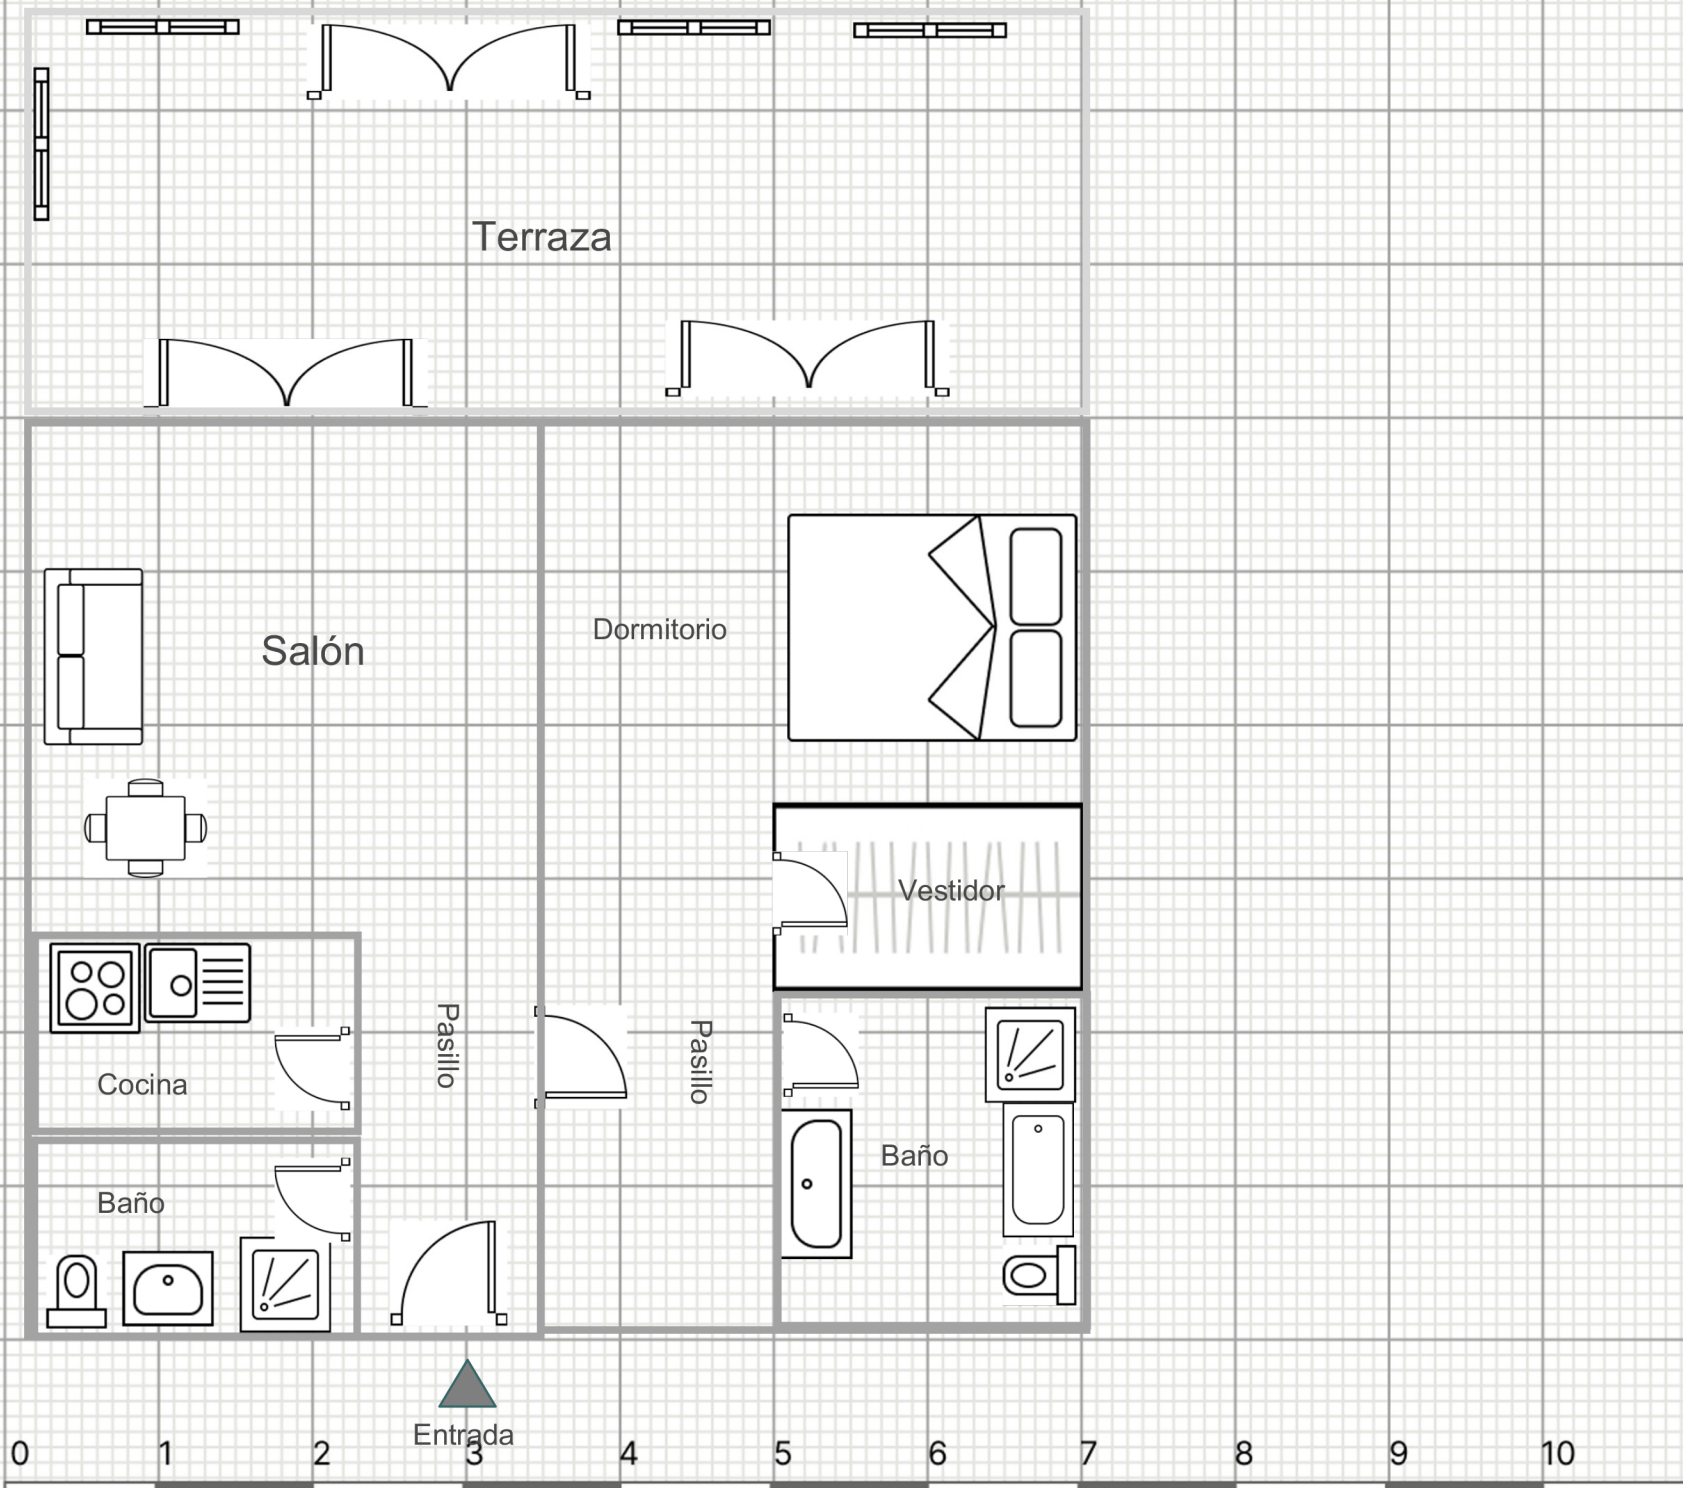 Terraza
Salón
Dormitorio
Vestidor
Pasillo
Pasillo
Cocina
Baño
Baño
Entrada
0 1 2 3 4 5 6 7 8 9 10